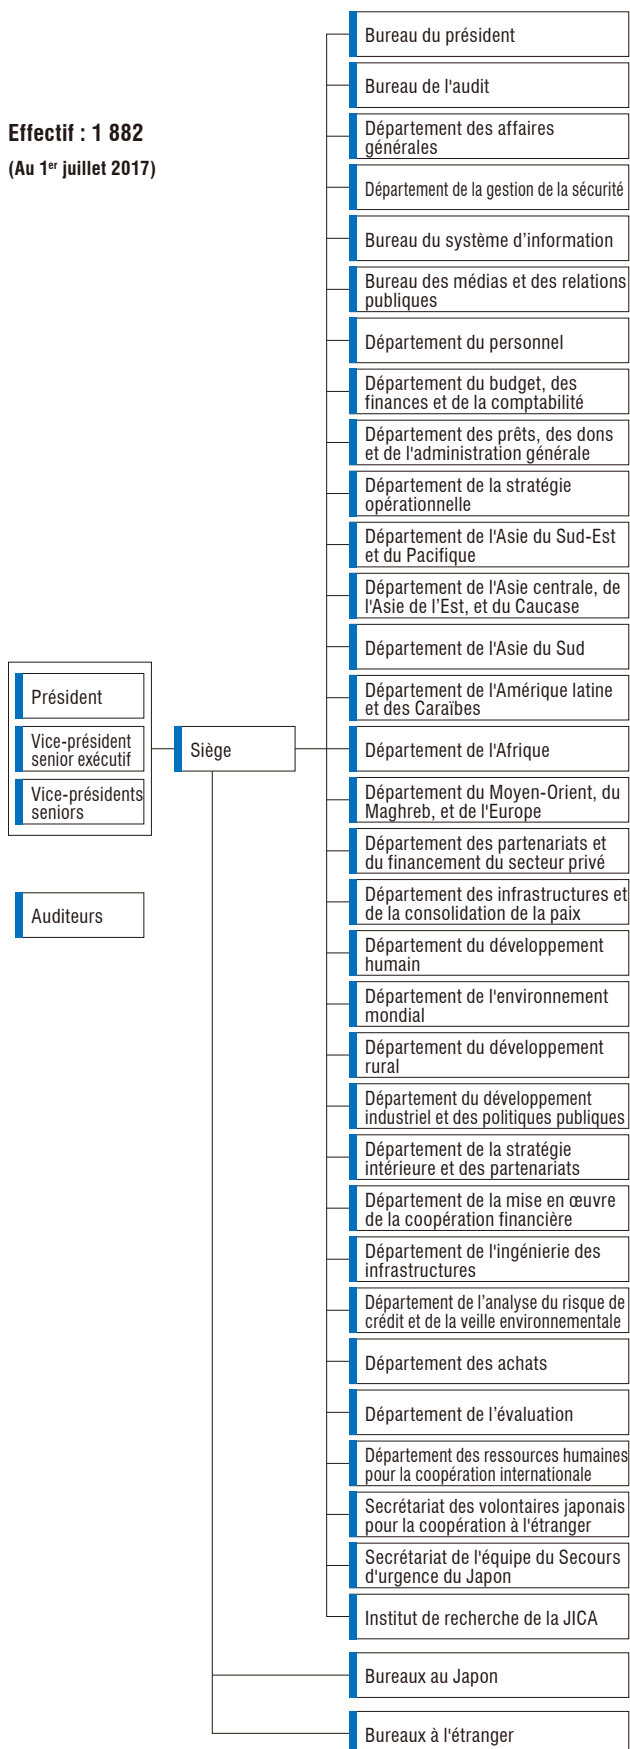 Effectif : 1 882
(Au 1er juillet 2017)
Président
Vice-président
senior exécutif
Vice-présidents
seniors
Auditeurs
Siège
Bureau du président
Bureau de l'audit
Département des affaires
générales
Département de la gestion de la sécurité
Bureau du système d’information
Bureau des médias et des relations
publiques
Département du personnel
Département du budget, des
finances et de la comptabilité
Département des prêts, des dons
et de l'administration générale
Département de la stratégie
opérationnelle
Département de l'Asie du Sud-Est
et du Pacifique
Département de l'Asie centrale, de
l'Asie de l’Est, et du Caucase
Département de l'Asie du Sud
Département de l'Amérique latine
et des Caraïbes
Département de l'Afrique
Département du Moyen-Orient, du
Maghreb, et de l'Europe
Département des partenariats et
du financement du secteur privé
Département des infrastructures et
de la consolidation de la paix
Département du développement
humain
Département de l'environnement
mondial
Département du développement
rural
Département du développement
industriel et des politiques publiques
Département de la stratégie
intérieure et des partenariats
Département de la mise en œuvre
de la coopération financière
Département de l'ingénierie des
infrastructures
Département de l’analyse du risque de
crédit et de la veille environnementale
Département des achats
Département de l’évaluation
Département des ressources humaines
pour la coopération internationale
Secrétariat des volontaires japonais
pour la coopération à l'étranger
Secrétariat de l'équipe du Secours
d'urgence du Japon
Institut de recherche de la JICA
Bureaux au Japon
Bureaux à l'étranger